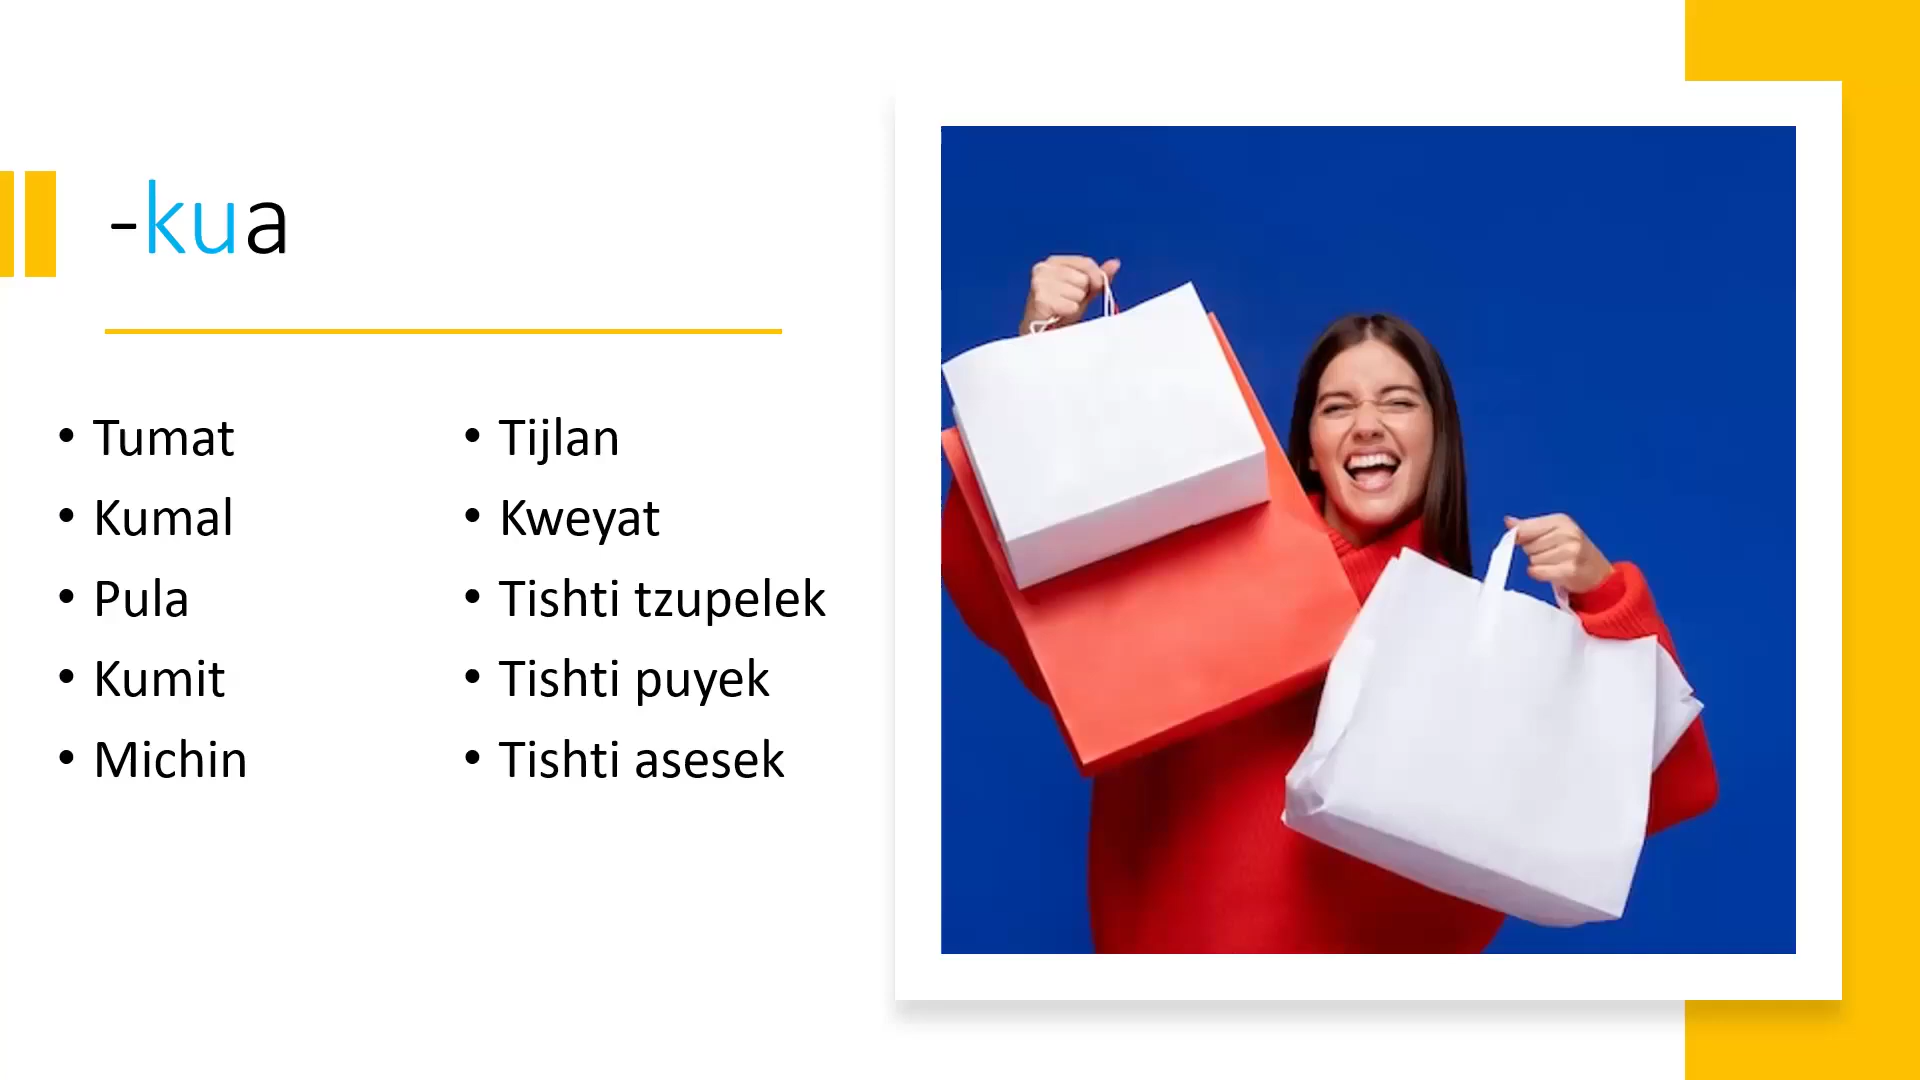 -kua
• Tumat
• Kumal
• Pula
• Kumit
• Michin
• Tijlan
• Kweyat
• Tishti tzupelek
• Tishti puyek
• Tishti asesek